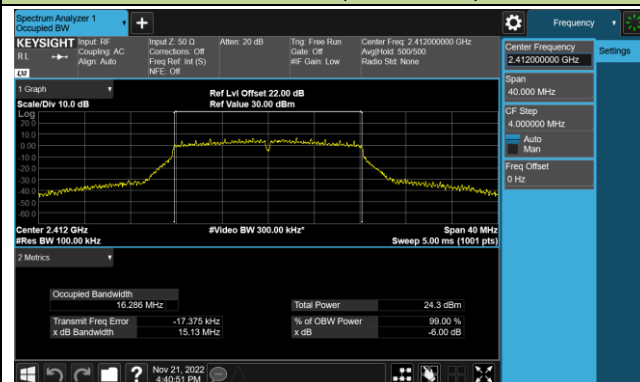 Spectrum Analyzer 1
Occupied BW
Frequency
KEYSIGHT
RL
LXI
Input: RF
Coupling: AC
Align: Auto
Input Z: 50 Ω
Corrections: Off
Freq Ref: Int (S)
NFE: Off
Atten: 20 dB
Trig: Free Run
Gate: Off
#IF Gain: Low
Center Freq: 2.412000000 GHz
Avg|Hold: 500/500
Radio Std: None
Center Frequency
2.412000000 GHz
Settings
Span
40.000 MHz
CF Step
4.000000 MHz
Auto
Man
Freq Offset
0 Hz
1 Graph
Scale/Div 10.0 dB
Ref Lvl Offset 22.00 dB
Ref Value 30.00 dBm
Log
20.0
10.0
0.00
-10.0
-20.0
-30.0
-40.0
-50.0
-60.0
Center 2.412 GHz
#Res BW 100.00 kHz
#Video BW 300.00 kHz*
Span 40 MHz
Sweep 5.00 ms (1001 pts)
2 Metrics
Occupied Bandwidth
16.286 MHz
Total Power 24.3 dBm
Transmit Freq Error -17.375 kHz
% of OBW Power 99.00 %
x dB Bandwidth 15.13 MHz
x dB -6.00 dB
?
Nov 21, 2022
4:40:51 PM